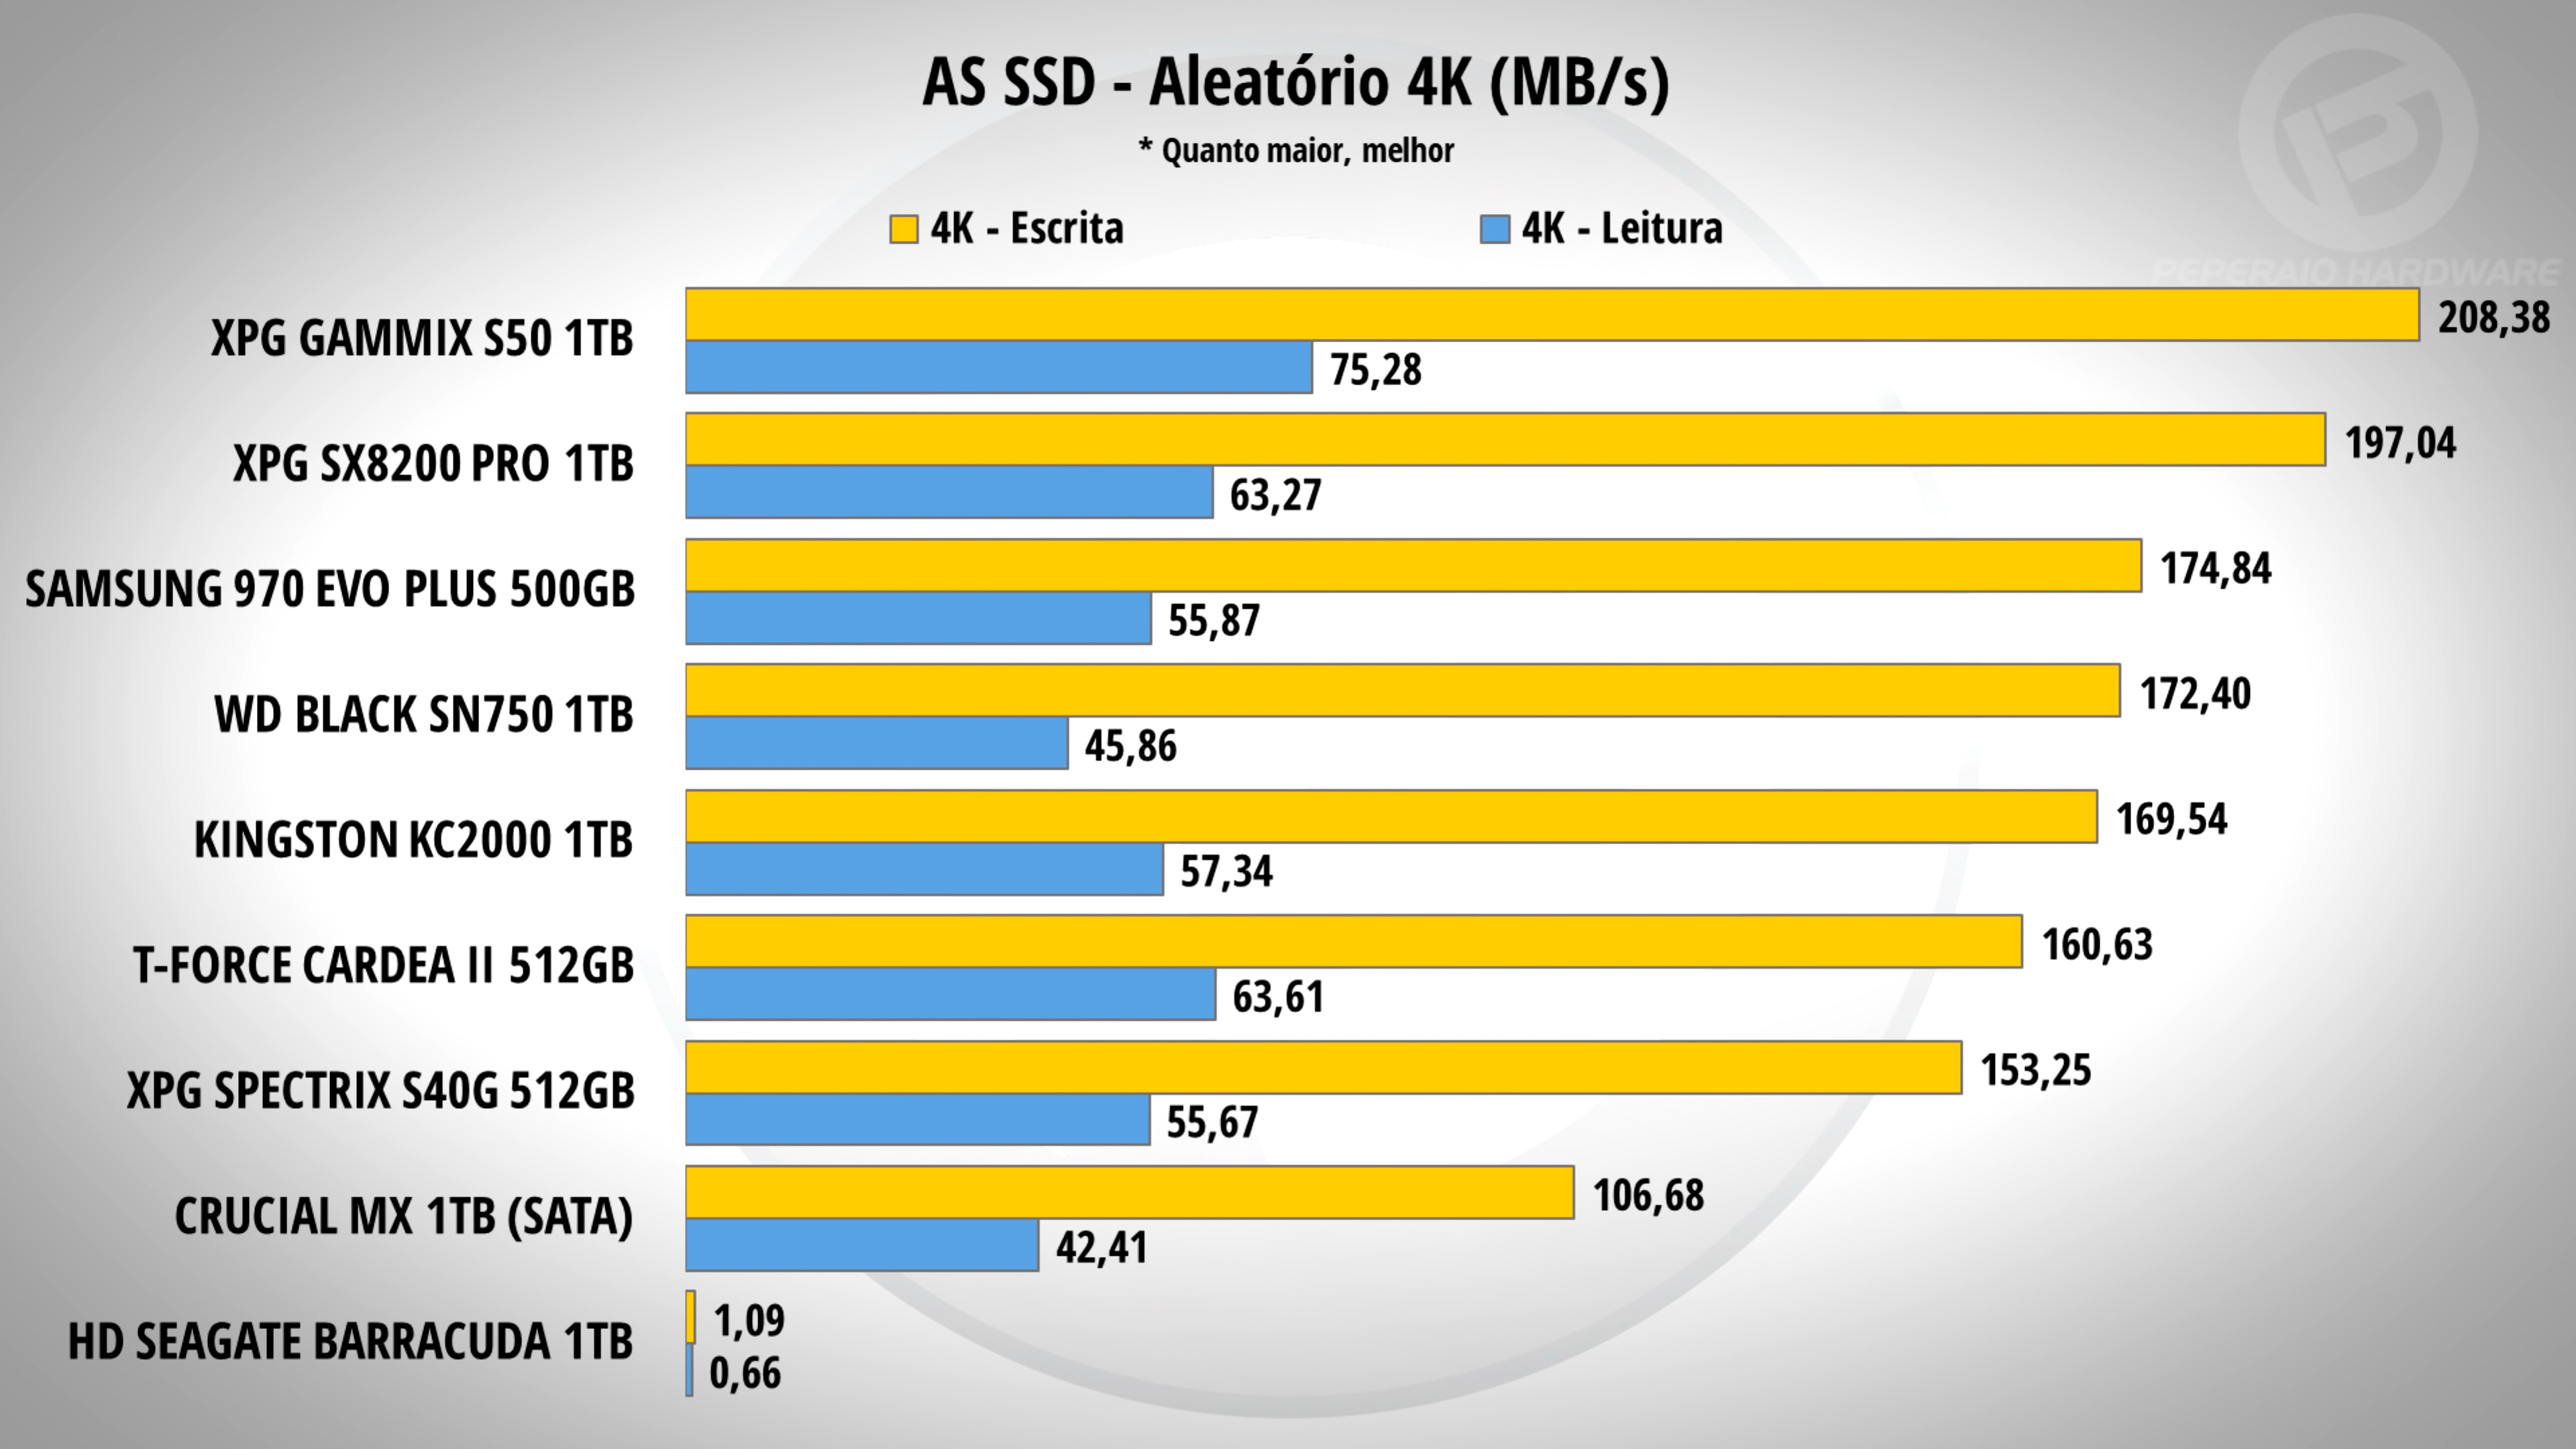 AS SSD - Aleatório 4K (MB/s)
* Quanto maior, melhor
4K - Escrita
4K - Leitura
PEPERAIO HARDWARE
XPG GAMMIX S50 1TB
208,38
75,28
XPG SX8200 PRO 1TB
197,04
63,27
SAMSUNG 970 EVO PLUS 500GB
174,84
55,87
WD BLACK SN750 1TB
172,40
45,86
KINGSTON KC2000 1TB
169,54
57,34
T-FORCE CARDEA II 512GB
160,63
63,61
XPG SPECTRIX S40G 512GB
153,25
55,67
CRUCIAL MX 1TB (SATA)
106,68
42,41
HD SEAGATE BARRACUDA 1TB
1,09
0,66